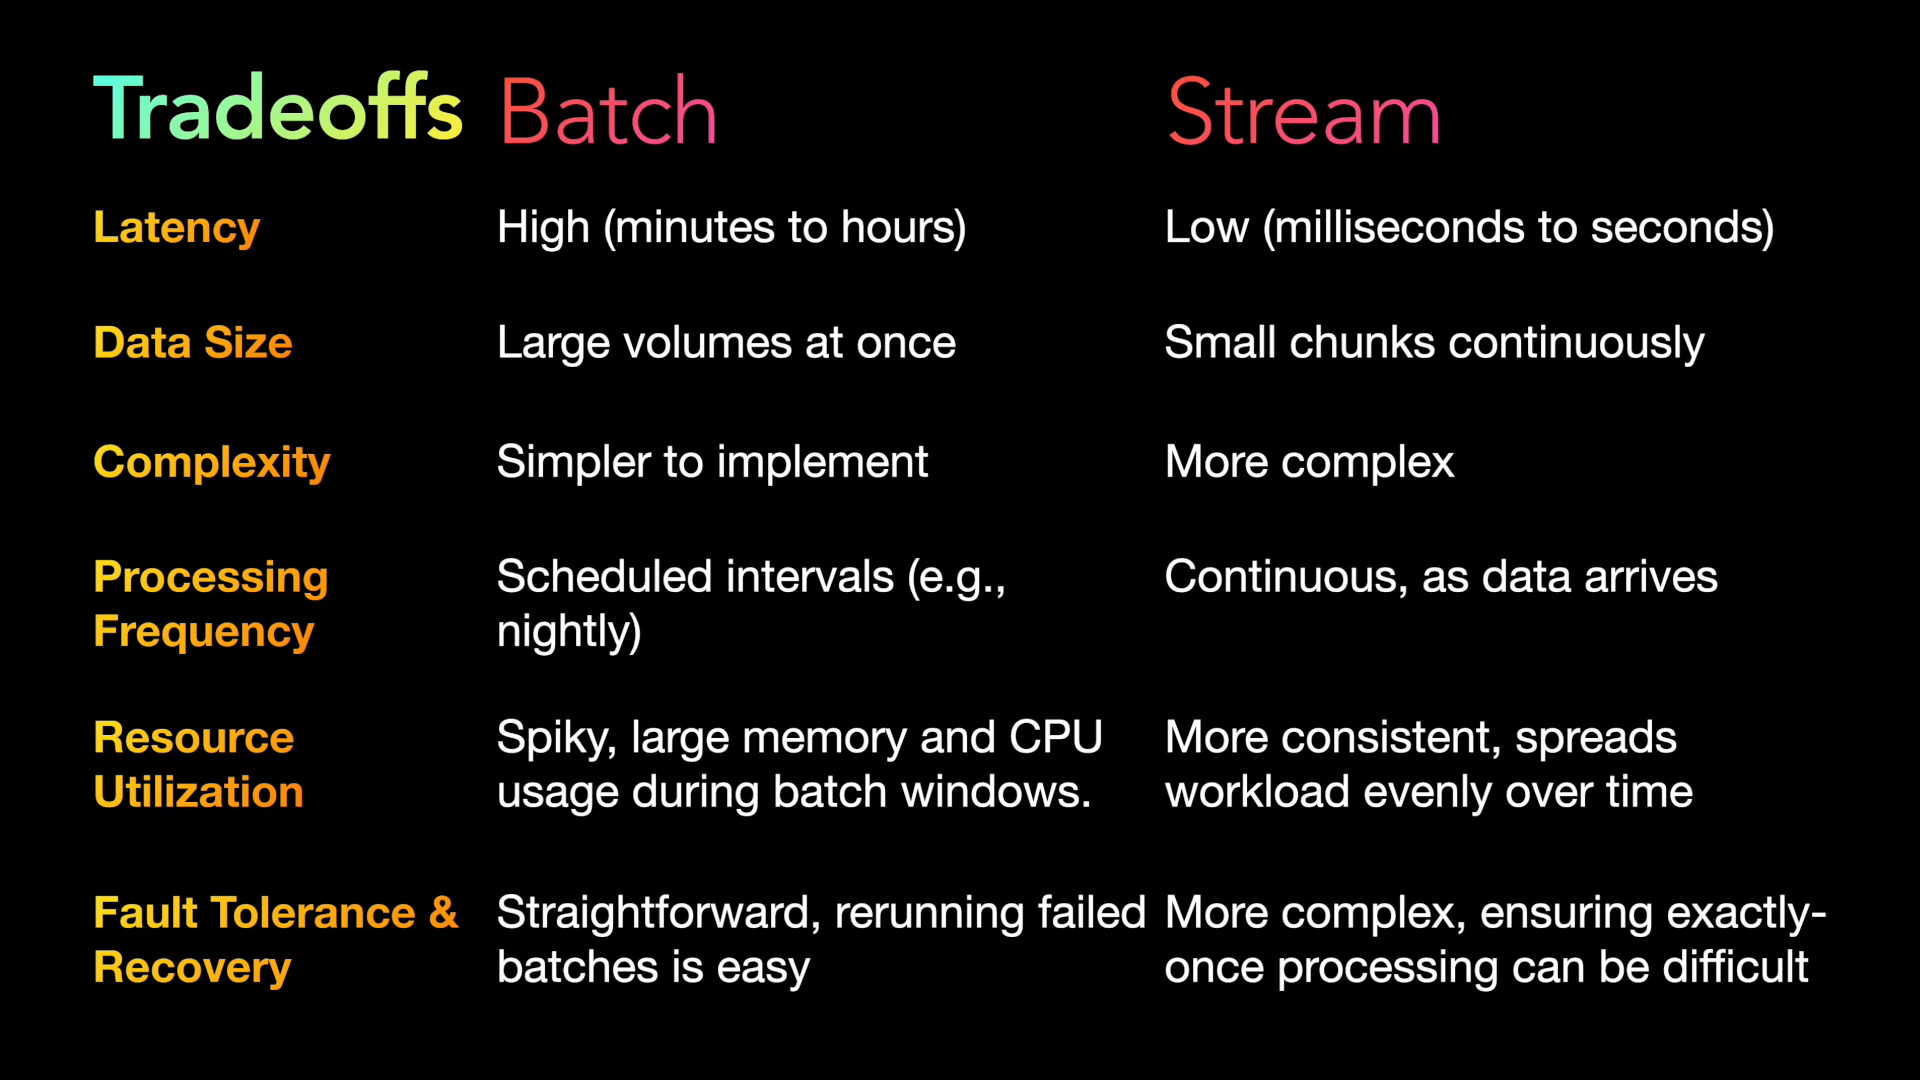 Tradeoffs Batch Stream
Latency High (minutes to hours) Low (milliseconds to seconds)
Data Size Large volumes at once Small chunks continuously
Complexity Simpler to implement More complex
Processing Scheduled intervals (e.g., Continuous, as data arrives
Frequency nightly)
Resource Spiky, large memory and CPU More consistent, spreads
Utilization usage during batch windows. workload evenly over time
Fault Tolerance & Straightforward, rerunning failed More complex, ensuring exactly-
Recovery batches is easy once processing can be difficult